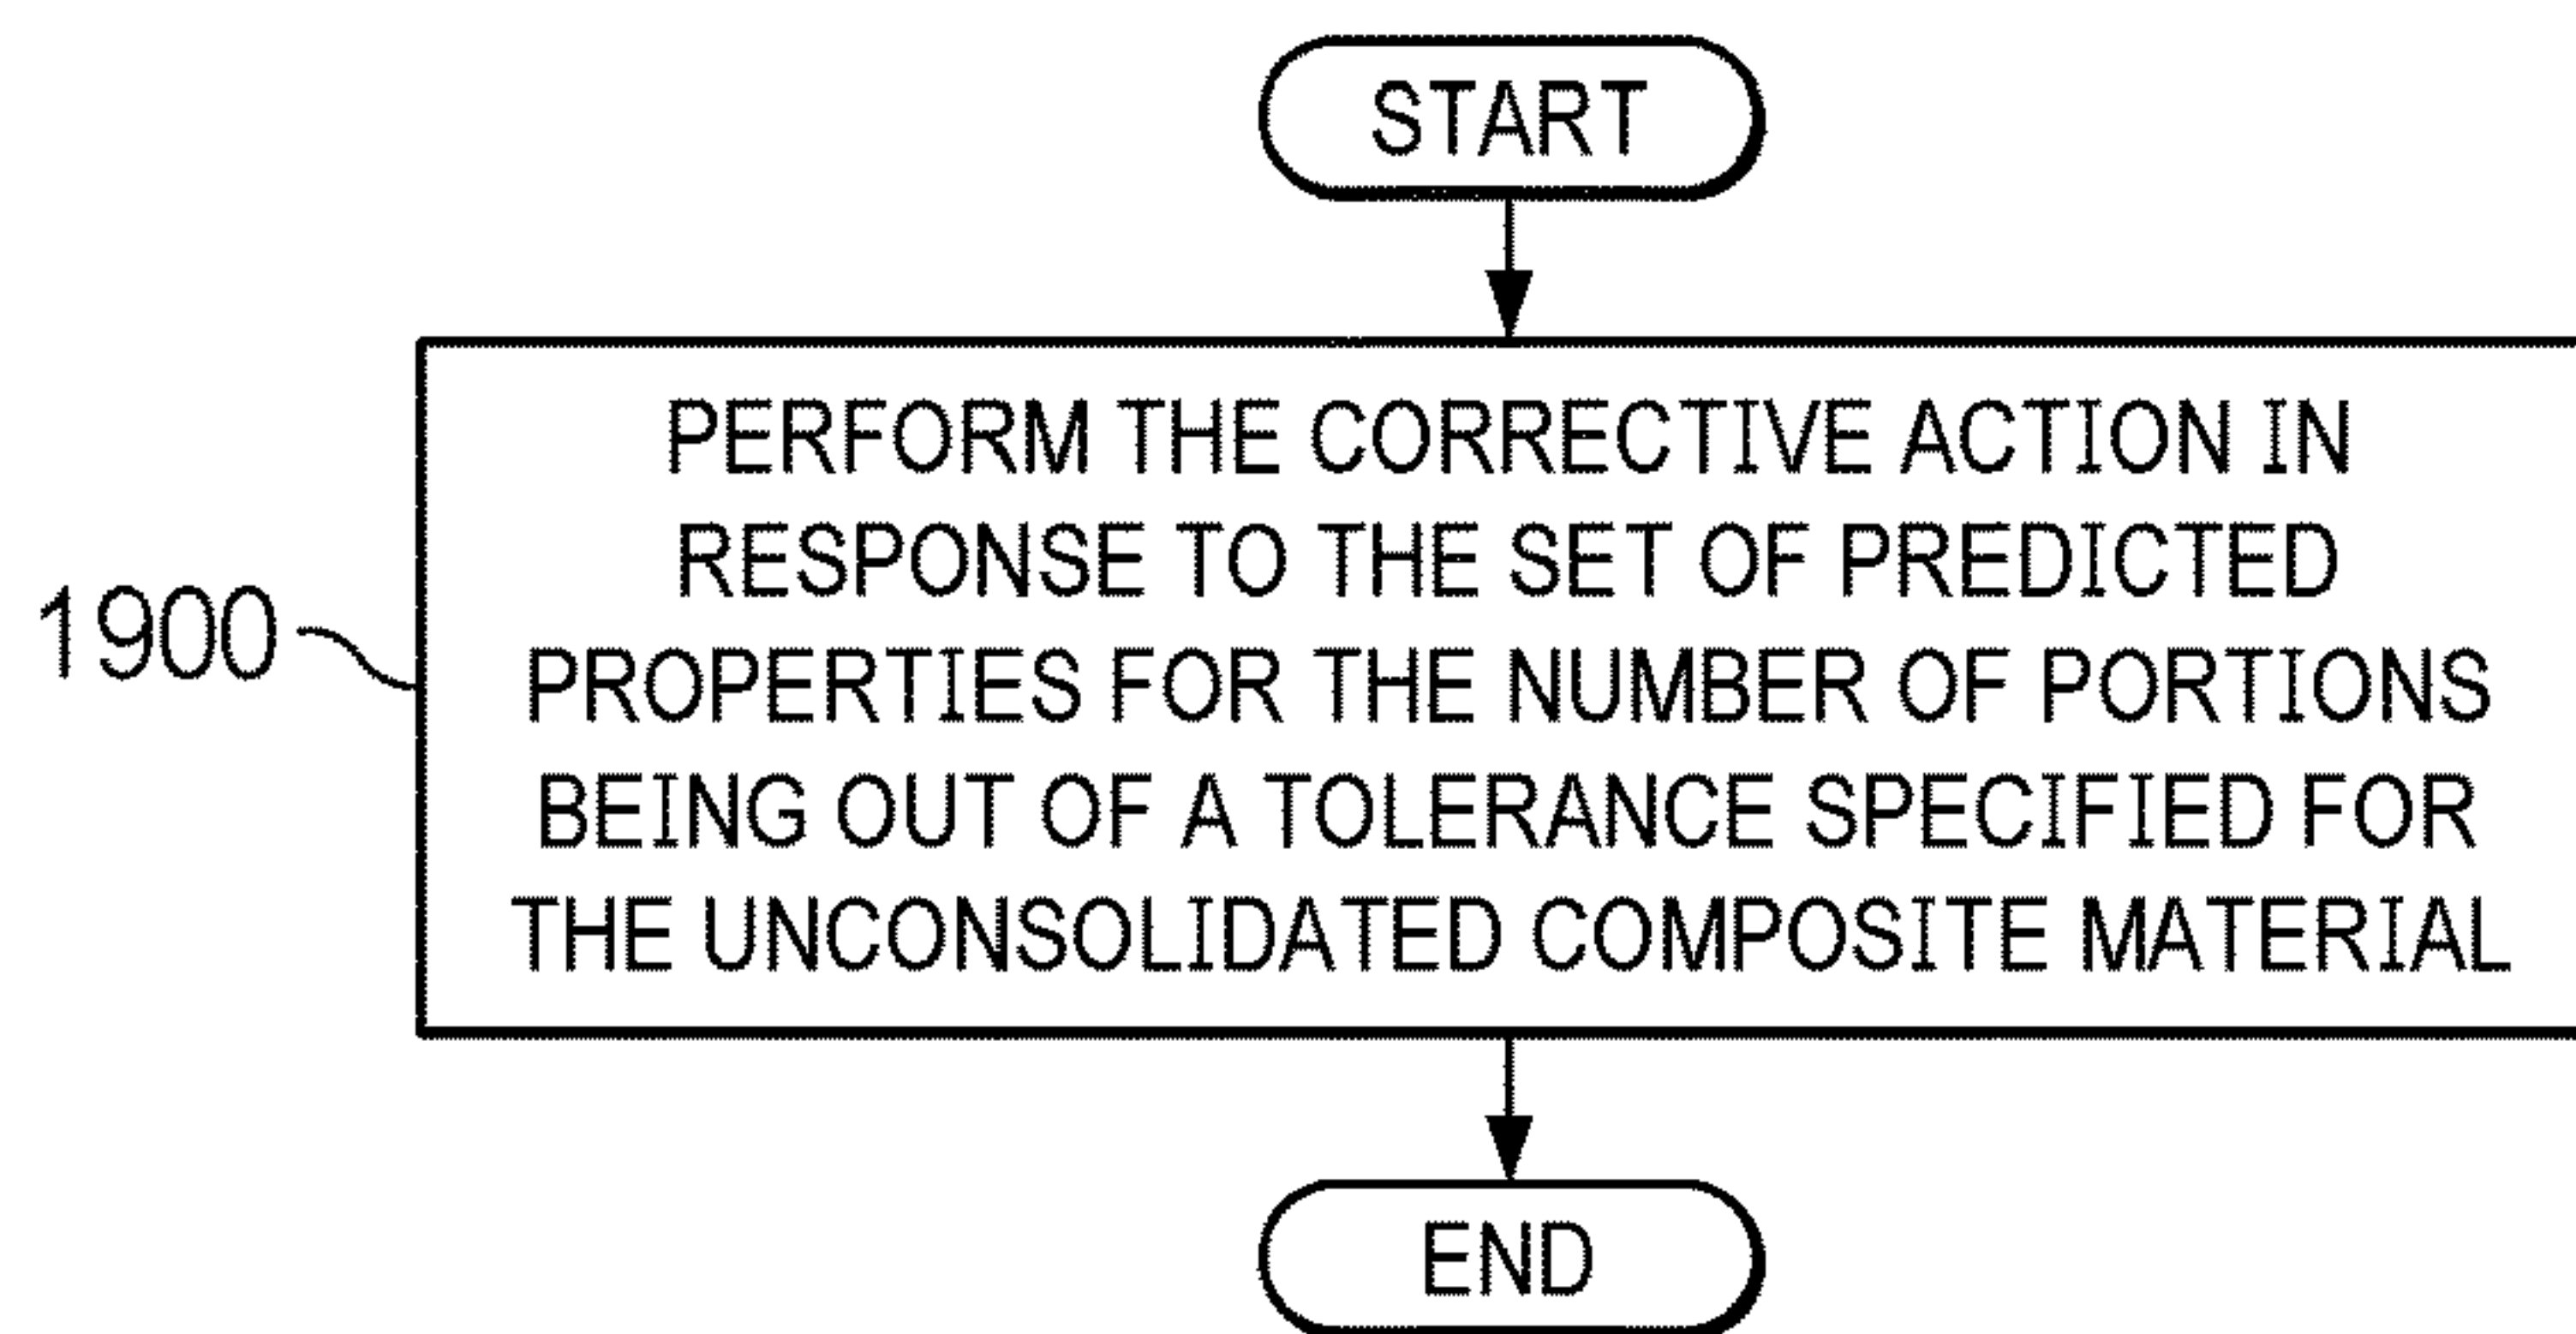 START
PERFORM THE CORRECTIVE ACTION IN
RESPONSE TO THE SET OF PREDICTED
1900
PROPERTIES FOR THE NUMBER OF PORTIONS
BEING OUT OF A TOLERANCE SPECIFIED FOR
THE UNCONSOLIDATED COMPOSITE MATERIAL
END